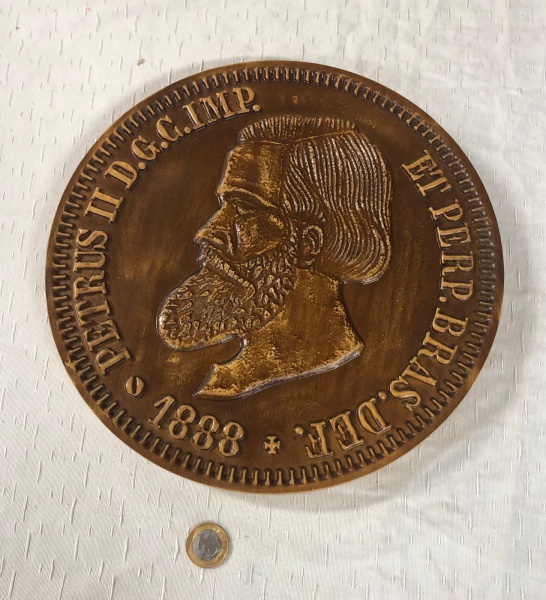 PETRUS II D.G.C.IMP.
ET PERP.BRAS.DEF.
1888